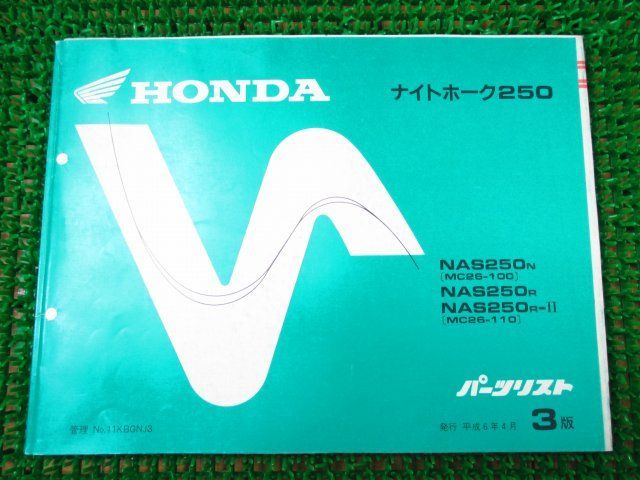 HONDA
ナイトホーク250
NAS250N
(MC26-100)
NAS250R
NAS250R-II
(MC26-110)
パーツリスト
管理 No.11KBGNJ3
発行 平成6年4月 3版